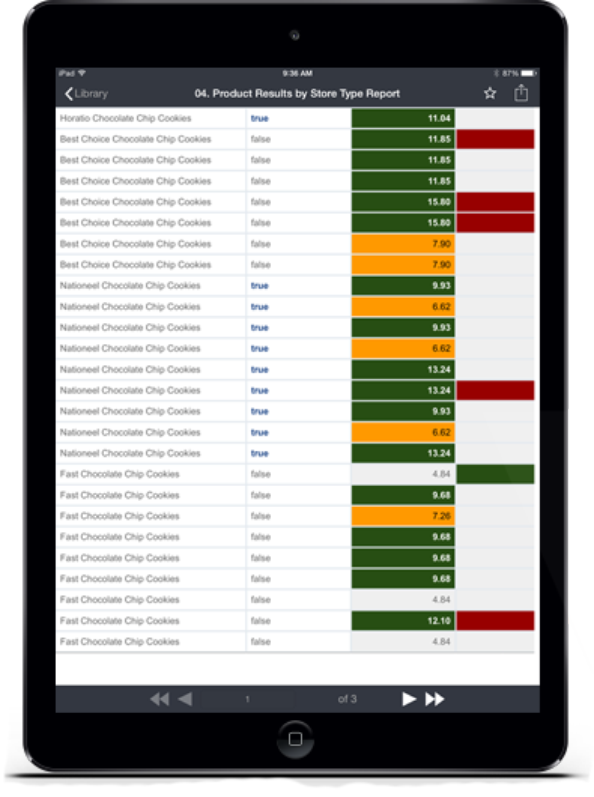 iPad 9:36 AM 87%
Library 04. Product Results by Store Type Report
Horatio Chocolate Chip Cookies true 11.04
Best Choice Chocolate Chip Cookies false 11.85
Best Choice Chocolate Chip Cookies false 11.85
Best Choice Chocolate Chip Cookies false 11.85
Best Choice Chocolate Chip Cookies false 15.80
Best Choice Chocolate Chip Cookies false 15.80
Best Choice Chocolate Chip Cookies false 7.90
Best Choice Chocolate Chip Cookies false 7.90
Nationeel Chocolate Chip Cookies true 9.93
Nationeel Chocolate Chip Cookies true 6.62
Nationeel Chocolate Chip Cookies true 9.93
Nationeel Chocolate Chip Cookies true 6.62
Nationeel Chocolate Chip Cookies true 13.24
Nationeel Chocolate Chip Cookies true 13.24
Nationeel Chocolate Chip Cookies true 9.93
Nationeel Chocolate Chip Cookies true 6.62
Nationeel Chocolate Chip Cookies true 13.24
Fast Chocolate Chip Cookies false 4.84
Fast Chocolate Chip Cookies false 9.68
Fast Chocolate Chip Cookies false 7.26
Fast Chocolate Chip Cookies false 9.68
Fast Chocolate Chip Cookies false 9.68
Fast Chocolate Chip Cookies false 9.68
Fast Chocolate Chip Cookies false 4.84
Fast Chocolate Chip Cookies false 12.10
Fast Chocolate Chip Cookies false 4.84
1 of 3